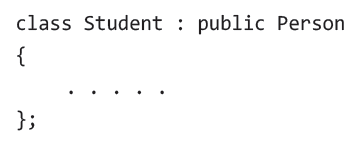 class Student : public Person
{
. . . . .
};